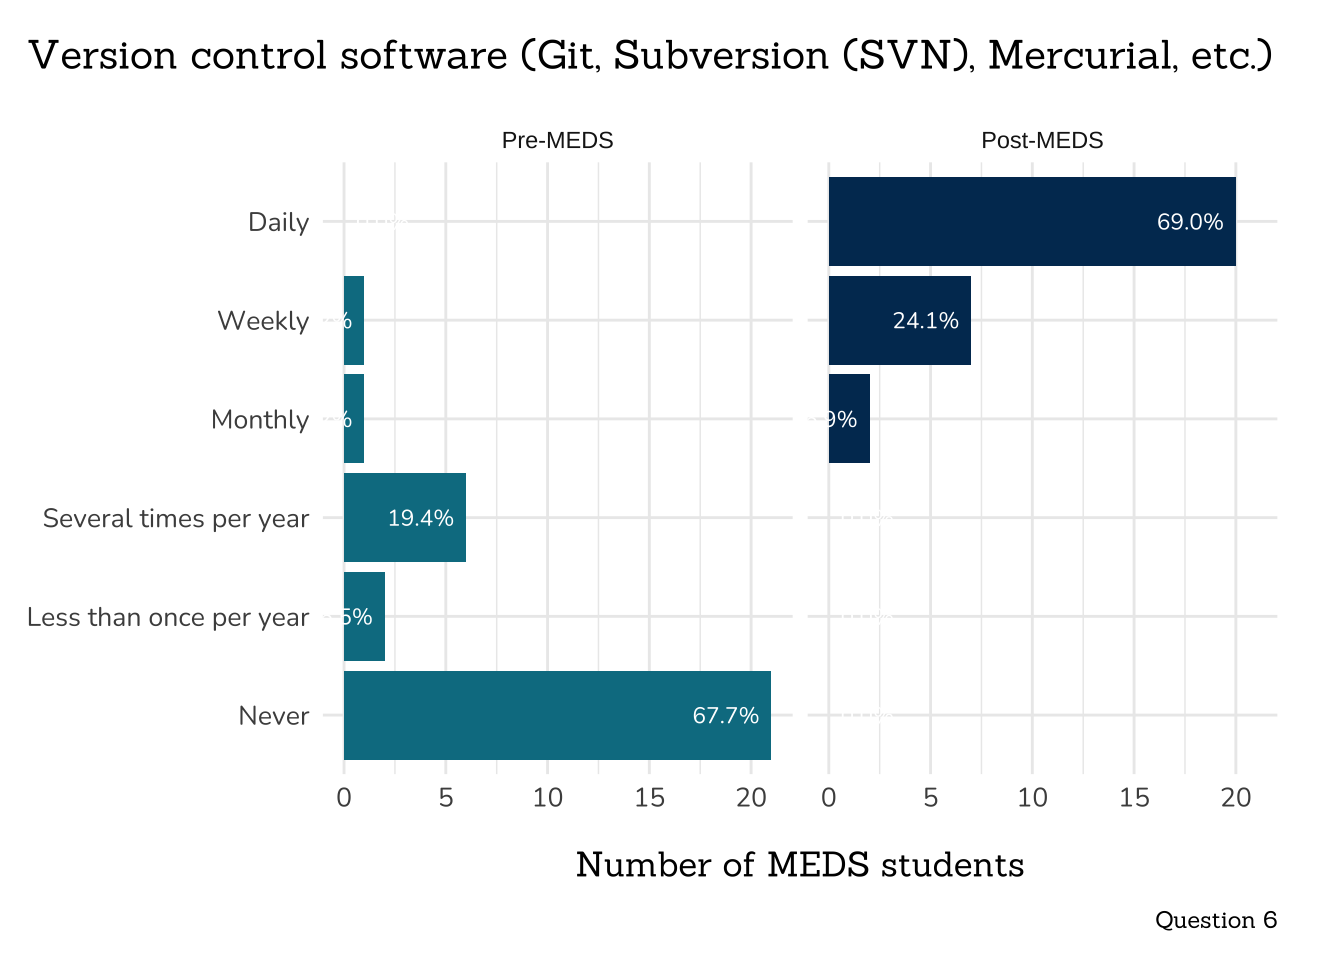 Version control software (Git, Subversion (SVN), Mercurial, etc.)
Pre-MEDS
Post-MEDS
Daily
69.0%
Weekly
24.1%
Monthly
Several times per year
19.4%
Less than once per year
Never
67.7%
0 5 10 15 20
0 5 10 15 20
Number of MEDS students
Question 6